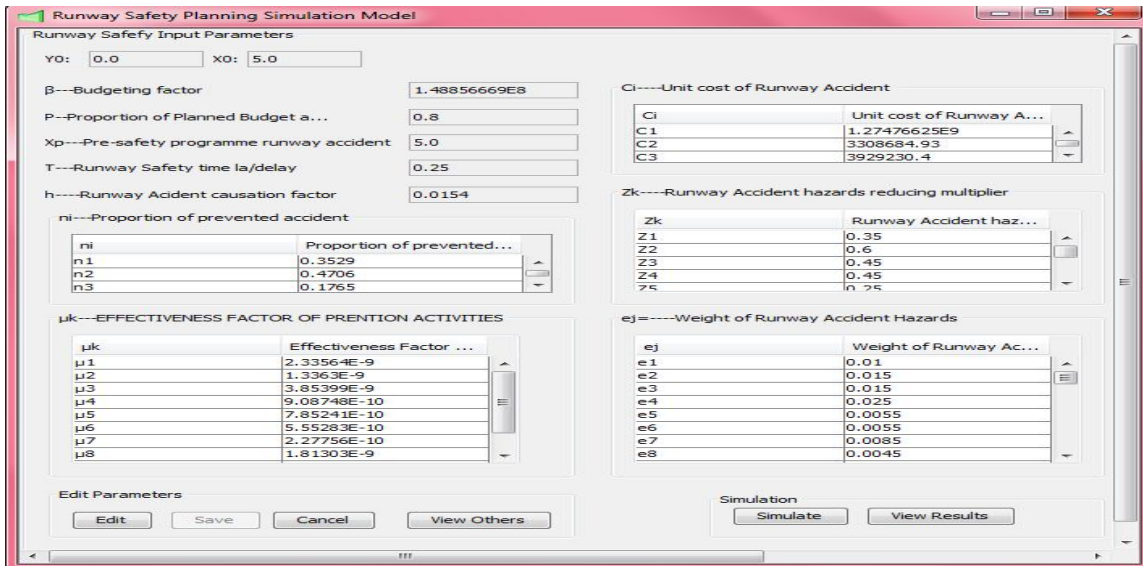 Runway Safety Planning Simulation Model
Runway Safefy Input Parameters
Y0: 0.0 X0: 5.0
β---Budgeting factor 1.48856669E8
P--Proportion of Planned Budget a... 0.8
Xp---Pre-safety programme runway accident 5.0
T---Runway Safety time la/delay 0.25
h----Runway Acident causation factor 0.0154
ni---Proportion of prevented accident
ni Proportion of prevented...
n1 0.3529
n2 0.4706
n3 0.1765
μk---EFFECTIVENESS FACTOR OF PRENTION ACTIVITIES
μk Effectiveness Factor ...
μ1 2.33564E-9
μ2 1.3363E-9
μ3 3.85399E-9
μ4 9.08748E-10
μ5 7.85241E-10
μ6 5.55283E-10
μ7 2.27756E-10
μ8 1.81303E-9
Edit Parameters
Edit Save Cancel View Others
Ci----Unit cost of Runway Accident
Ci Unit cost of Runway A...
C1 1.27476625E9
C2 3308684.93
C3 3929230.4
Zk----Runway Accident hazards reducing multiplier
Zk Runway Accident haz...
Z1 0.35
Z2 0.6
Z3 0.45
Z4 0.45
Z5 0.25
ej=----Weight of Runway Accident Hazards
ej Weight of Runway Ac...
e1 0.01
e2 0.015
e3 0.015
e4 0.025
e5 0.0055
e6 0.0055
e7 0.0085
e8 0.0045
Simulation
Simulate View Results